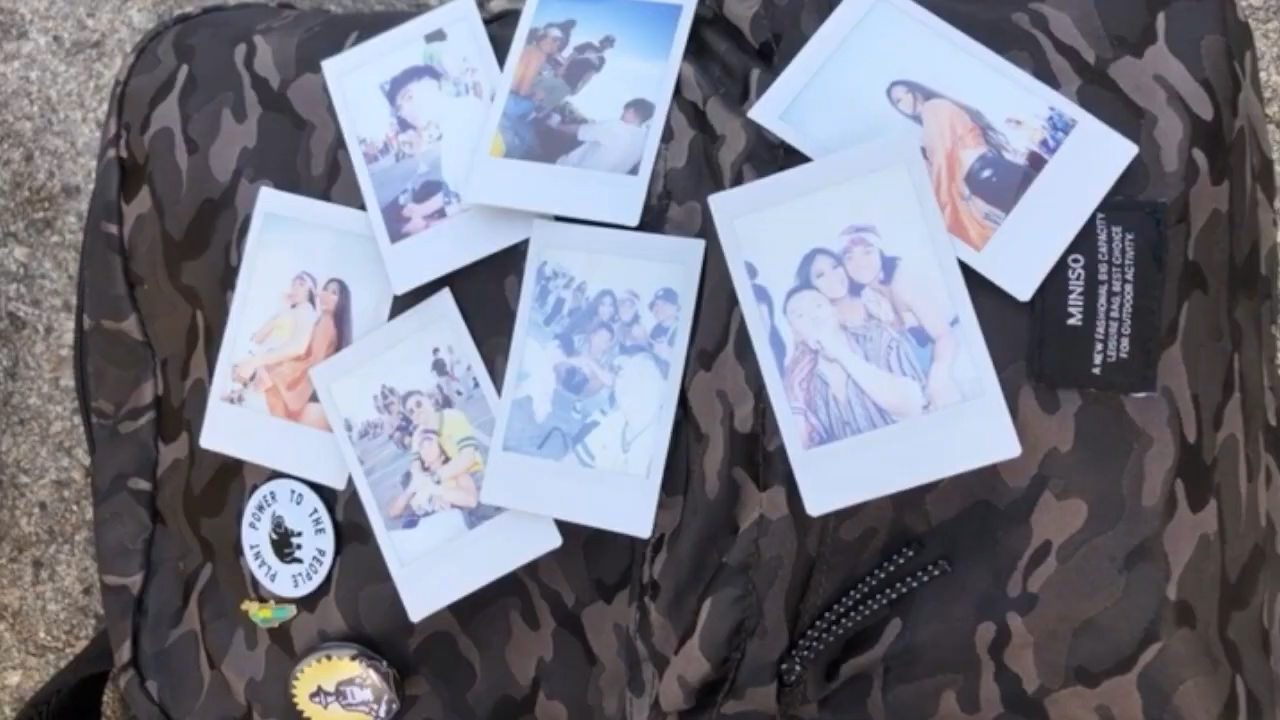 MINISO
A NEW FASHIONAL BIG CAPACITY
LEISURE BAG, BEST CHOICE
FOR OUTDOOR ACTIVITY.
PLANT POWER TO THE PEOPLE